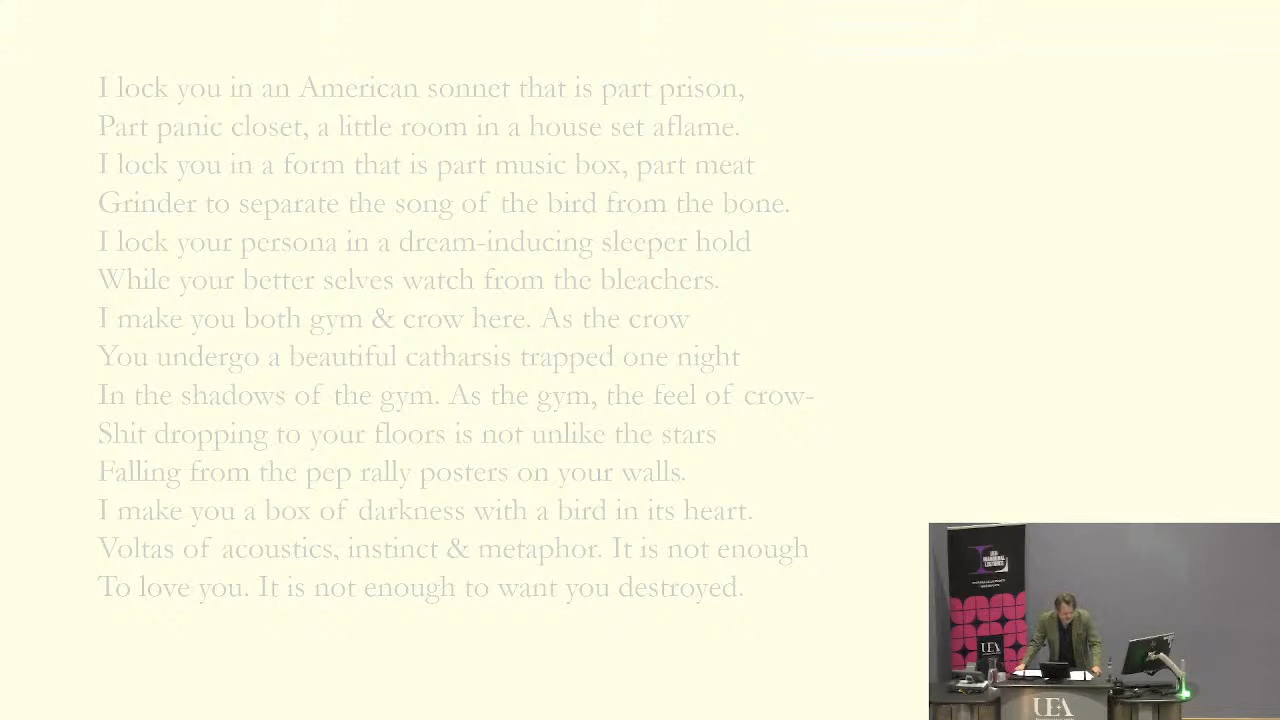 I lock you in an American sonnet that is part prison,
Part panic closet, a little room in a house set aflame.
I lock you in a form that is part music box, part meat
Grinder to separate the song of the bird from the bone.
I lock your persona in a dream-inducing sleeper hold
While your better selves watch from the bleachers.
I make you both gym & crow here. As the crow
You undergo a beautiful catharsis trapped one night
In the shadows of the gym. As the gym, the feel of crow-
Shit dropping to your floors is not unlike the stars
Falling from the pep rally posters on your walls.
I make you a box of darkness with a bird in its heart.
Voltas of acoustics, instinct & metaphor. It is not enough
To love you. It is not enough to want you destroyed.
UEA
INAUGURAL
LECTURES
UEA
UEA